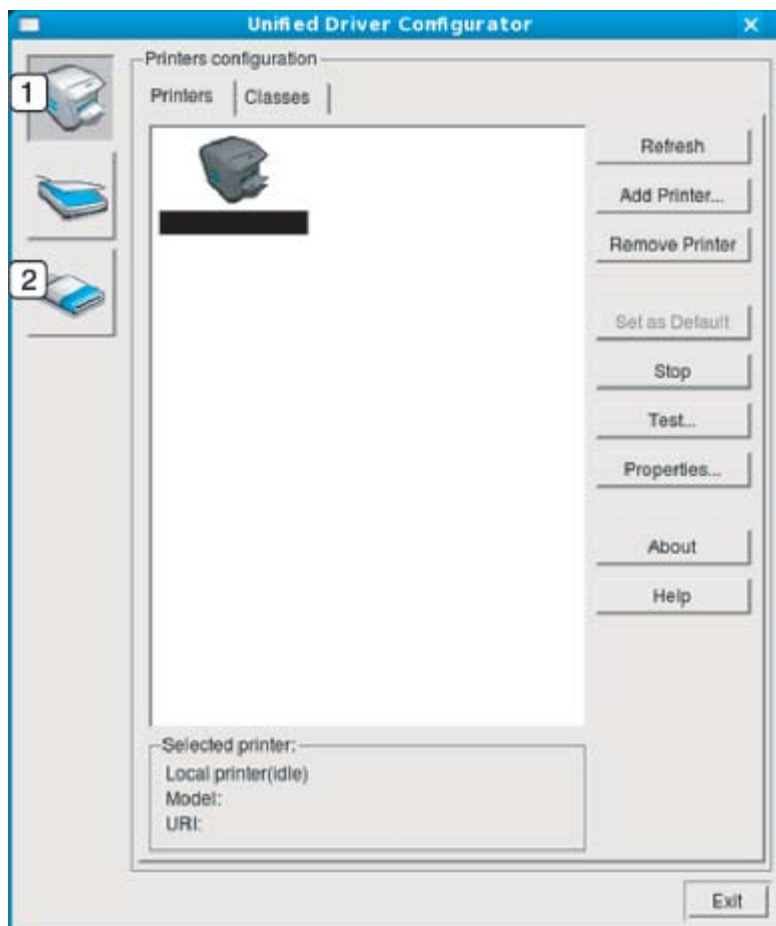 Unified Driver Configurator
1
2
Printers configuration
Printers
Classes
Refresh
Add Printer...
Remove Printer
Set as Default
Stop
Test...
Properties...
About
Help
Selected printer:
Local printer(idle)
Model:
URI:
Exit